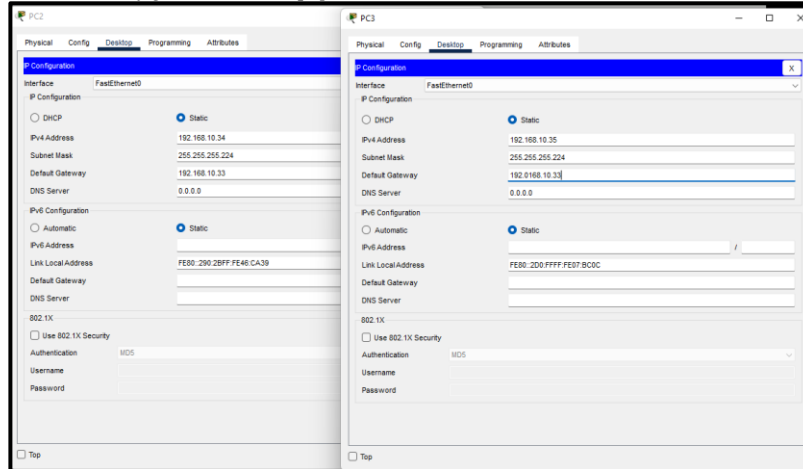 PC2
Physical Config Desktop Programming Attributes
IP Configuration
Interface FastEthernet0
IP Configuration
DHCP Static
IPv4 Address 192.168.10.34
Subnet Mask 255.255.255.224
Default Gateway 192.168.10.33
DNS Server 0.0.0.0
IPv6 Configuration
Automatic Static
IPv6 Address
Link Local Address FE80::290:2BFF:FE46:CA39
Default Gateway
DNS Server
802.1X
Use 802.1X Security
Authentication MD5
Username
Password
Top
PC3
Physical Config Desktop Programming Attributes
IP Configuration X
Interface FastEthernet0
IP Configuration
DHCP Static
IPv4 Address 192.168.10.35
Subnet Mask 255.255.255.224
Default Gateway 192.0168.10.33
DNS Server 0.0.0.0
IPv6 Configuration
Automatic Static
IPv6 Address /
Link Local Address FE80::2D0:FFFF:FE07:BC0C
Default Gateway
DNS Server
802.1X
Use 802.1X Security
Authentication MD5
Username
Password
Top